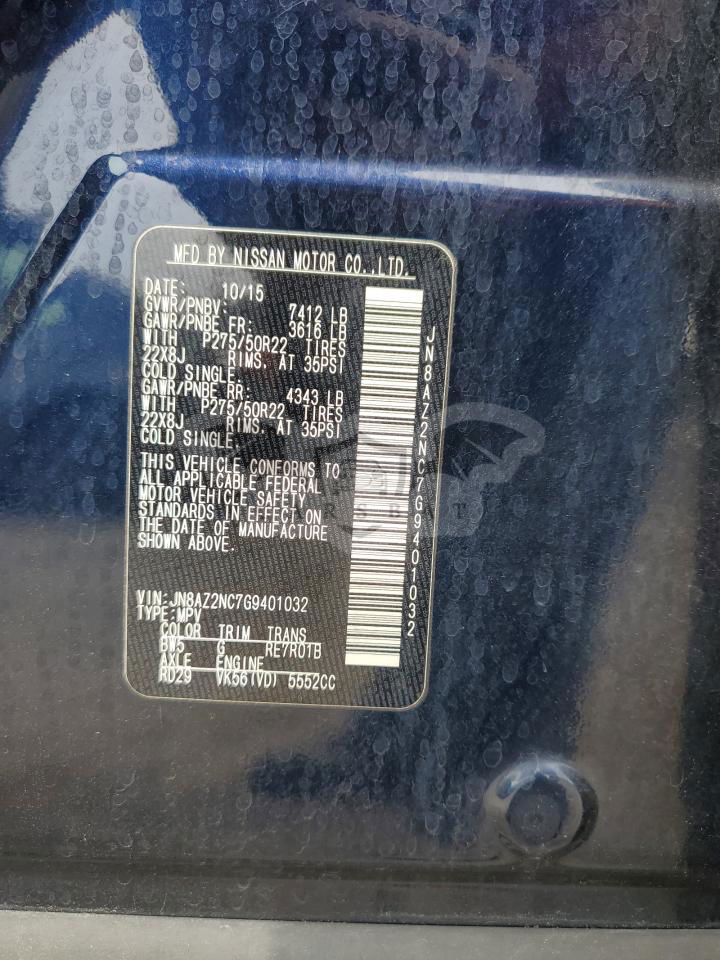 MFD BY NISSAN MOTOR CO.,LTD.
DATE: 10/15
GVWR/PNBV: 7412 LB
GAWR/PNBE FR: 3616 LB
WITH P275/50R22 TIRES
22X8J RIMS, AT 35PSI
COLD SINGLE.
GAWR/PNBE RR: 4343 LB
WITH P275/50R22 TIRES
22X8J RIMS, AT 35PSI
COLD SINGLE.
THIS VEHICLE CONFORMS TO
ALL APPLICABLE FEDERAL
MOTOR VEHICLE SAFETY
STANDARDS IN EFFECT ON
THE DATE OF MANUFACTURE
SHOWN ABOVE.
VIN:JN8AZ2NC7G9401032
TYPE:MPV
COLOR TRIM TRANS
BW5 G RE7R01B
AXLE ENGINE
RD29 VK56(VD) 5552CC
JN8AZ2NC7G9401032